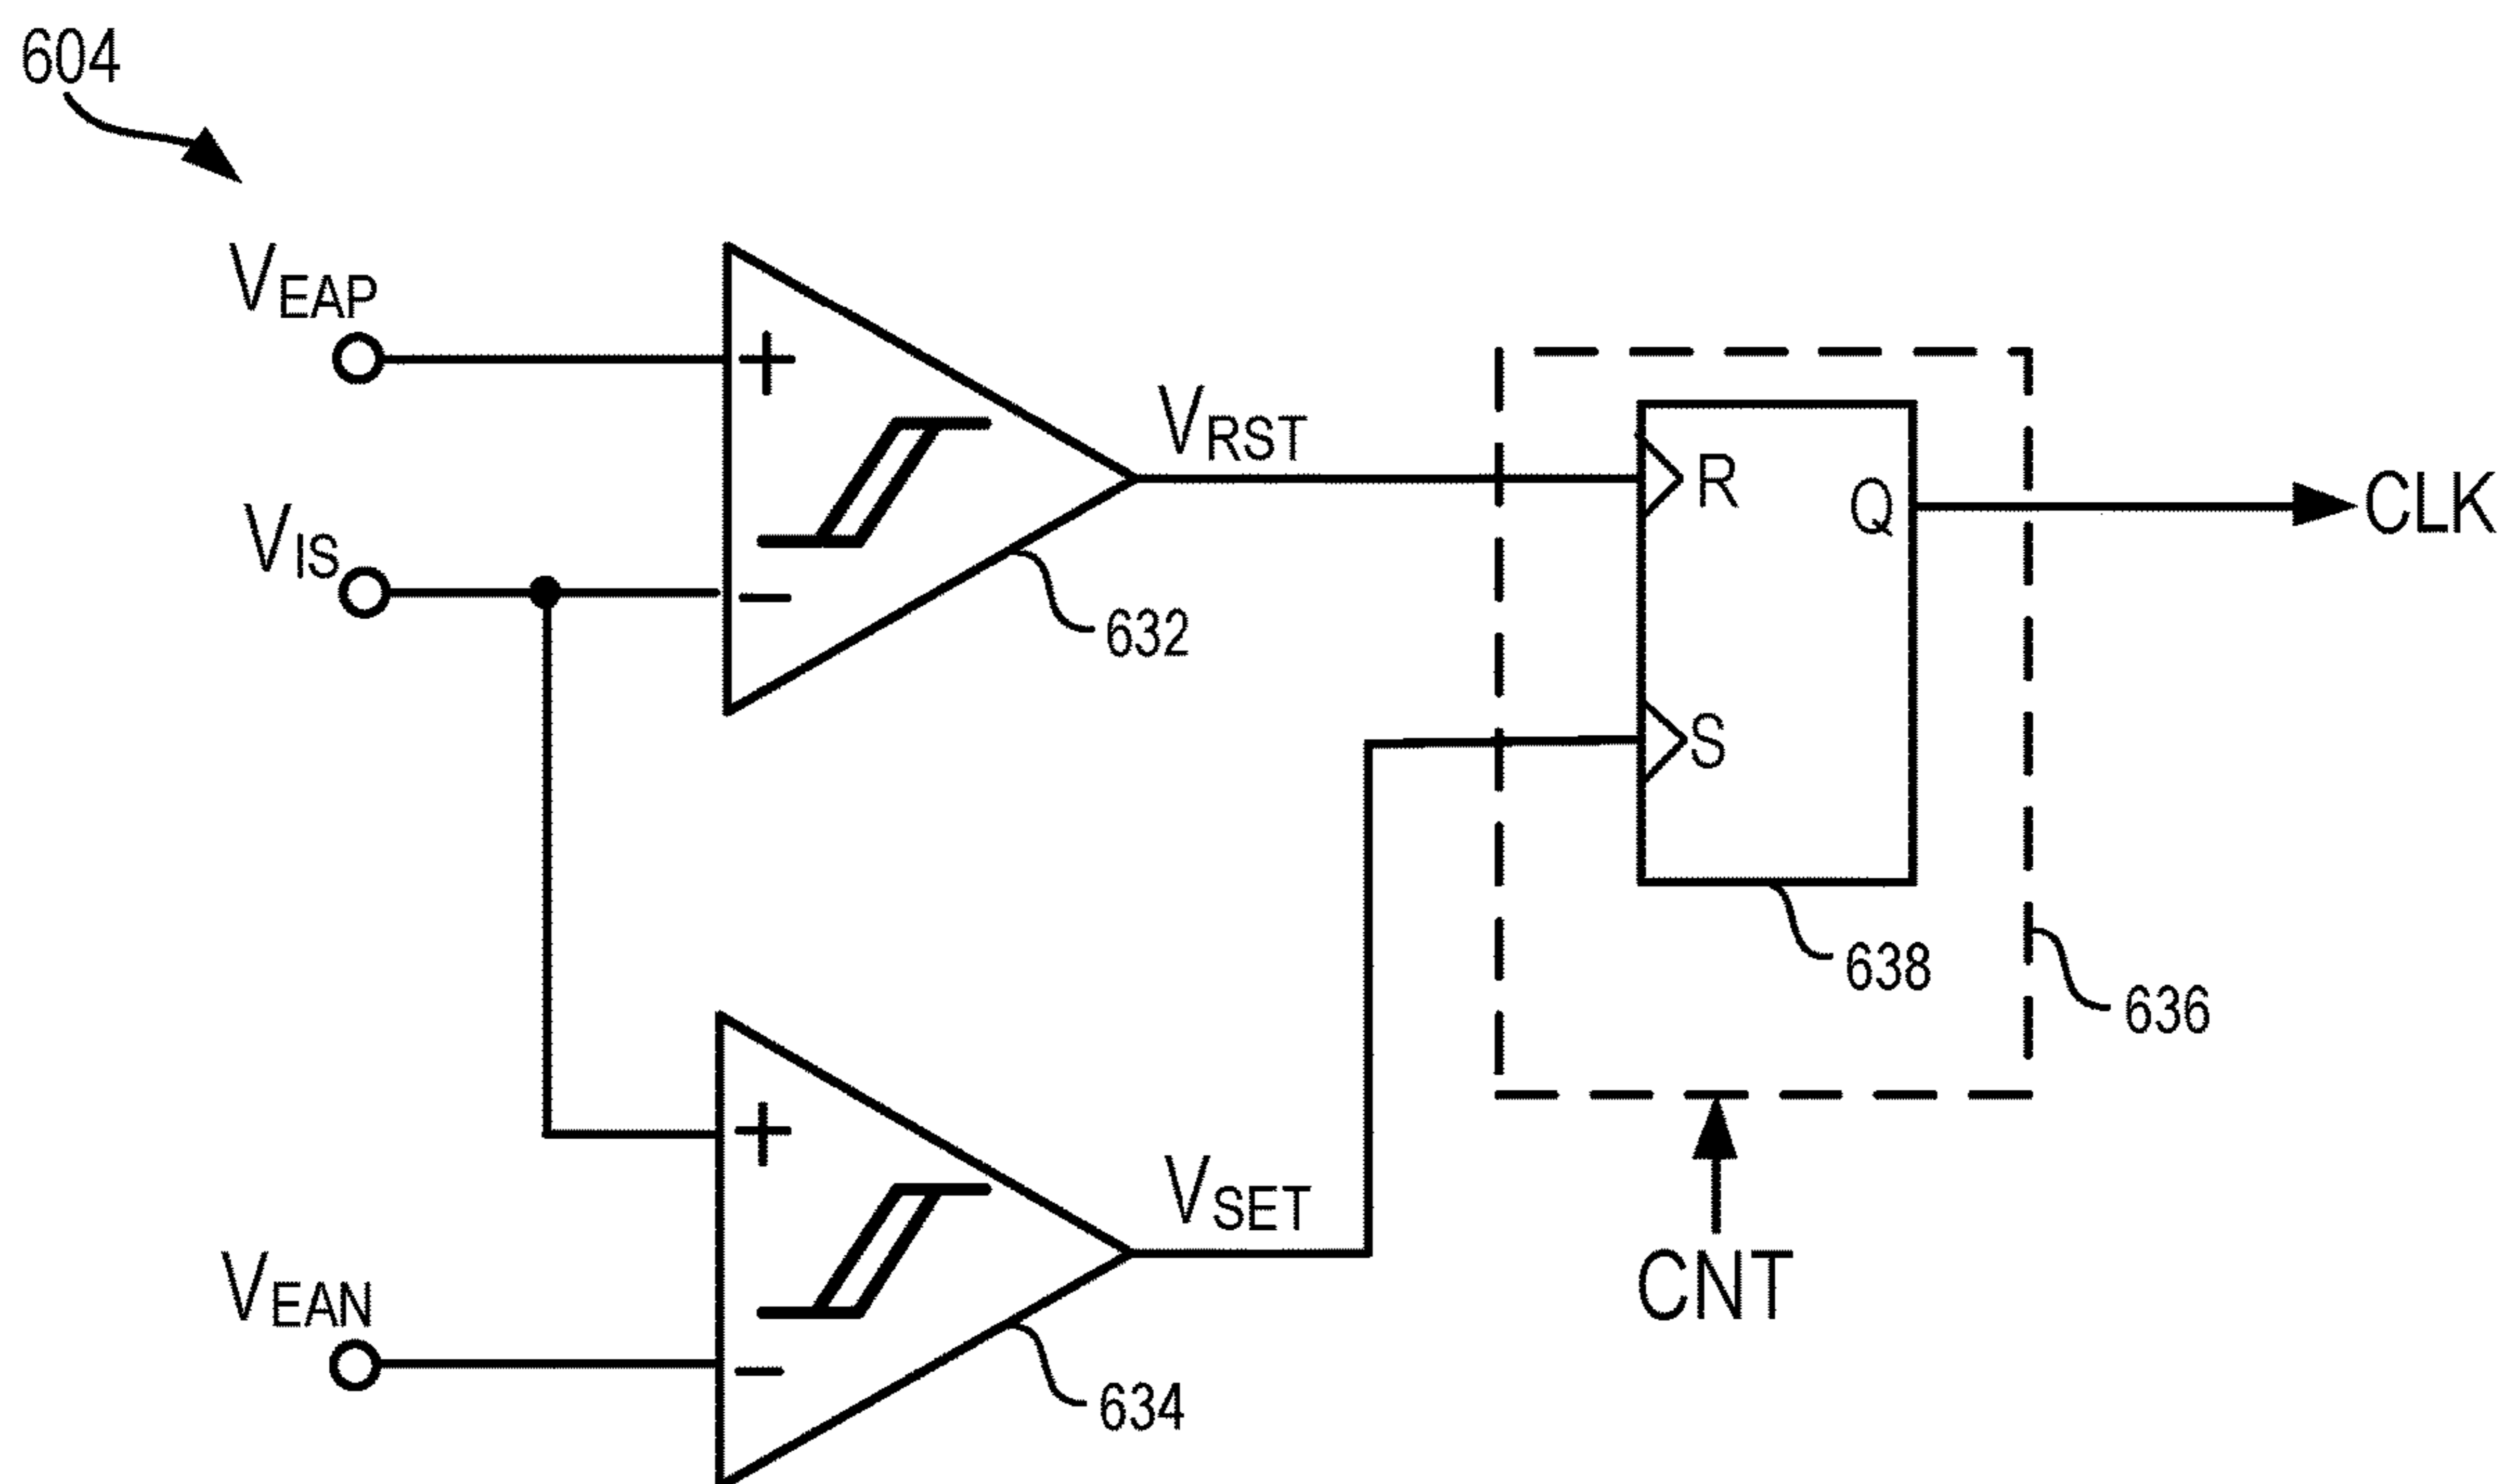 604
VEAP
+
VRST
R
Q
CLK
VIS
−
632
S
638
636
+
VSET
VEAN
−
634
CNT